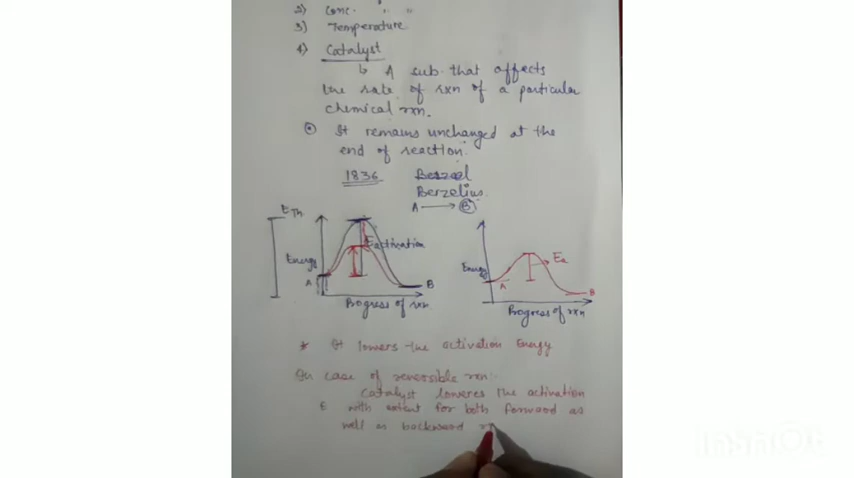 2) Conc. " "
3) Temperature
4) Catalyst
↳ A sub. that affects
the rate of rxn of a particular
chemical rxn.
It remains unchanged at the
end of reaction.
1836 Berzel
Berzelius
A → B
E Th
Eactivation
Energy
A
B
Progress of rxn
Energy
Ea
A
B
Progress of rxn
* It lowers the activation Energy
In case of reversible rxn:-
Catalyst loweres the activation
E with extent for both forward as
well as backward